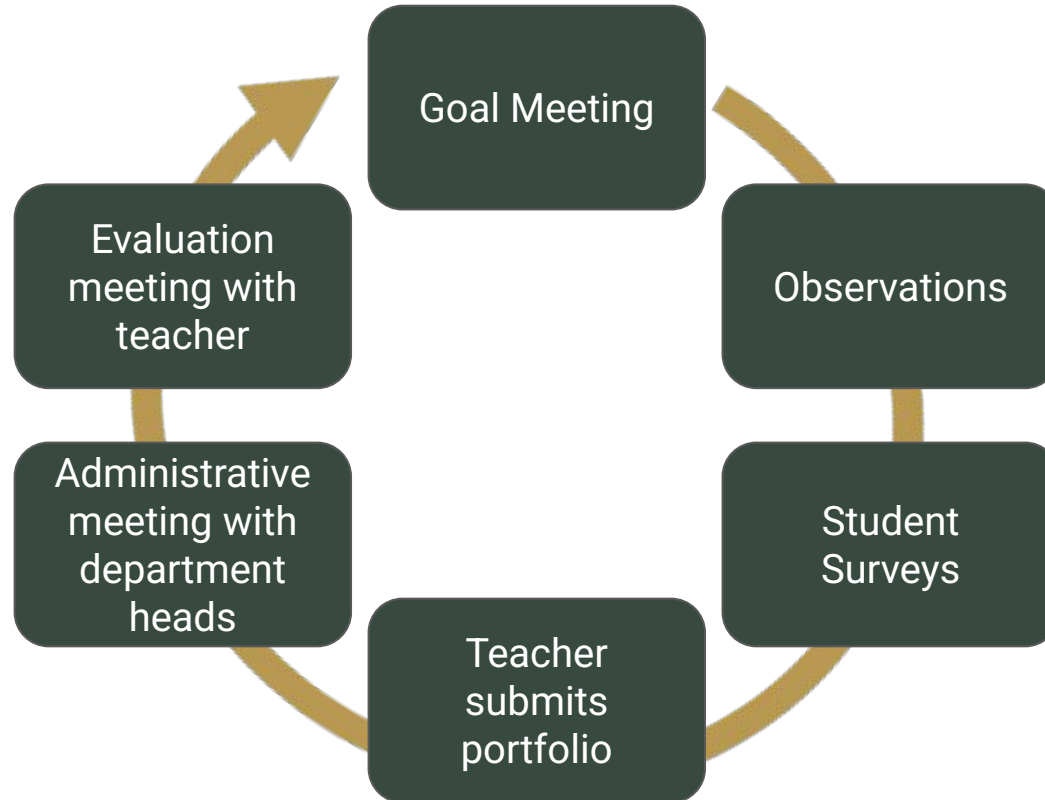 Goal Meeting
Observations
Student
Surveys
Teacher
submits
portfolio
Administrative
meeting with
department
heads
Evaluation
meeting with
teacher